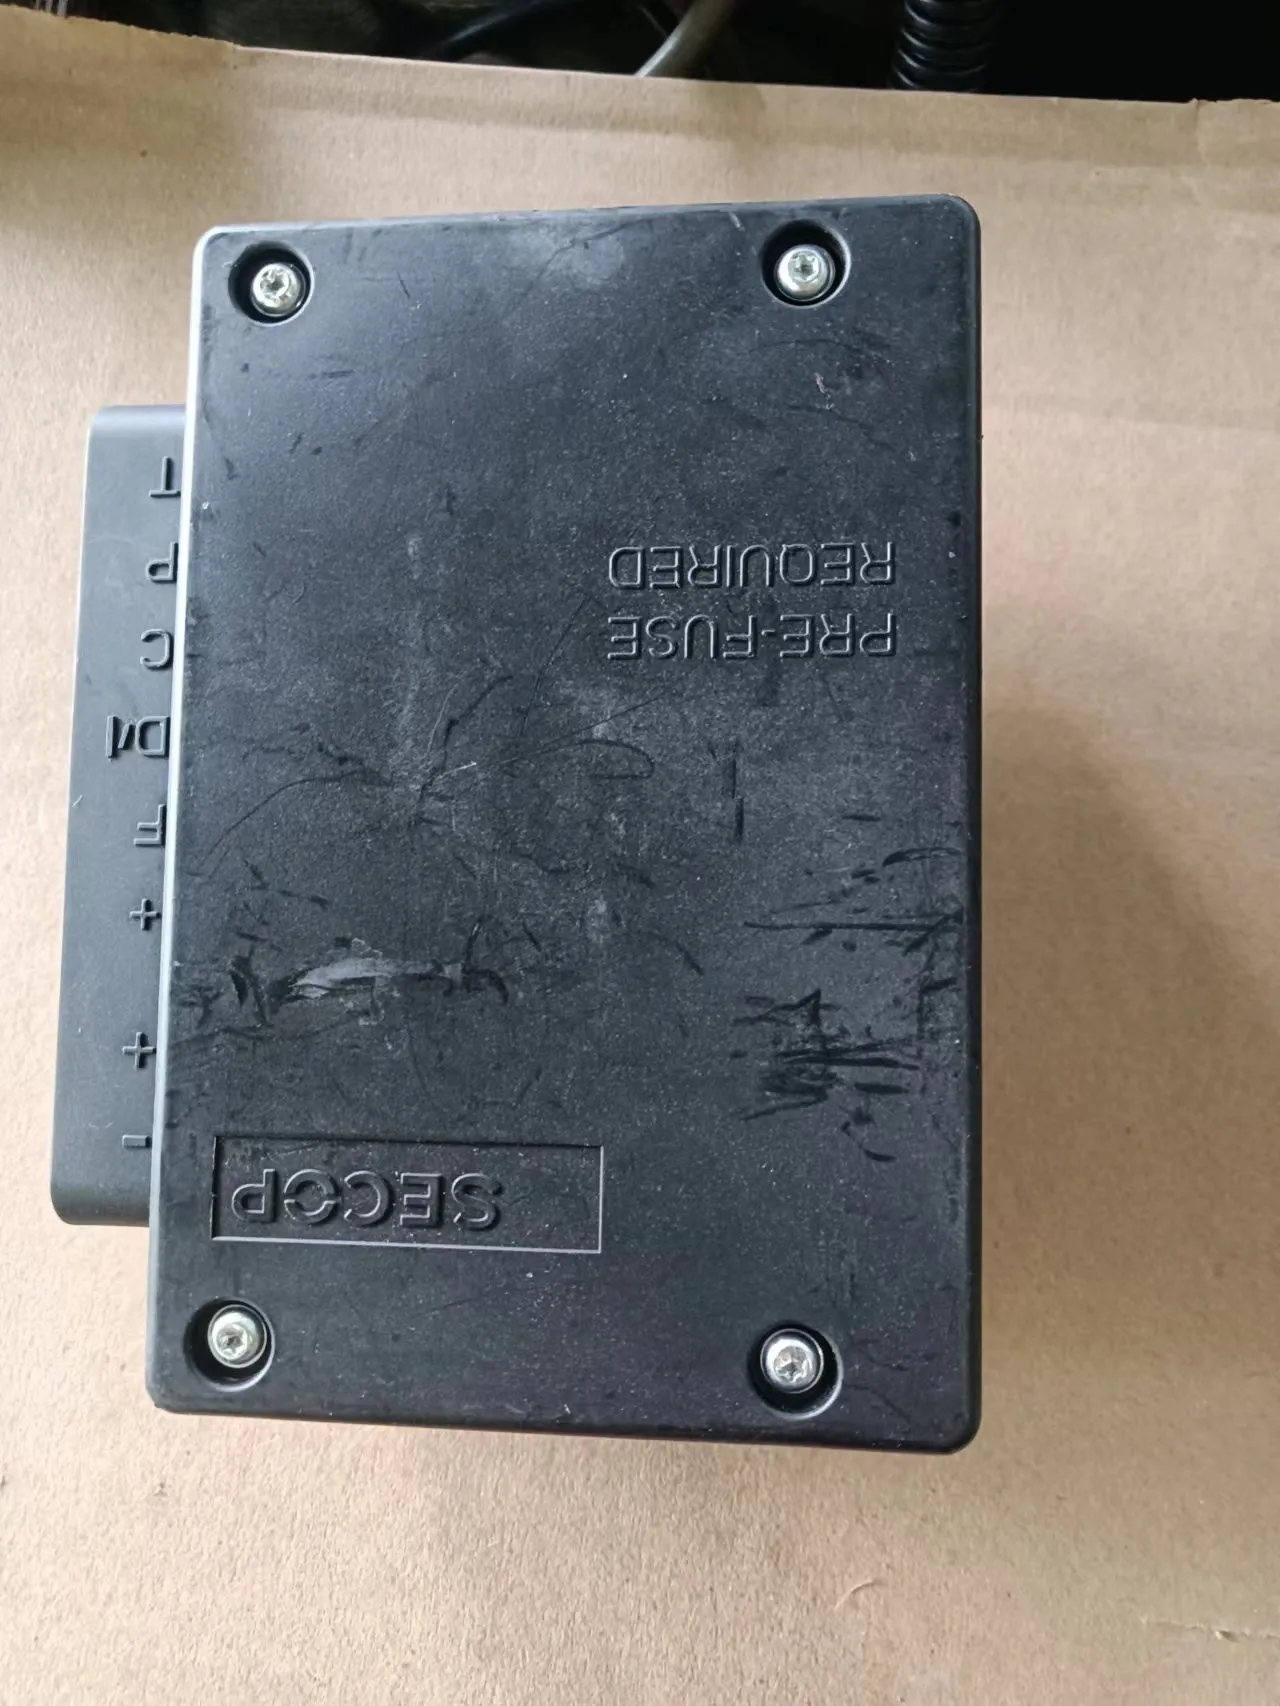 SECOP
PRE-FUSE
REQUIRED
-
+
+
F
D/I
C
P
T